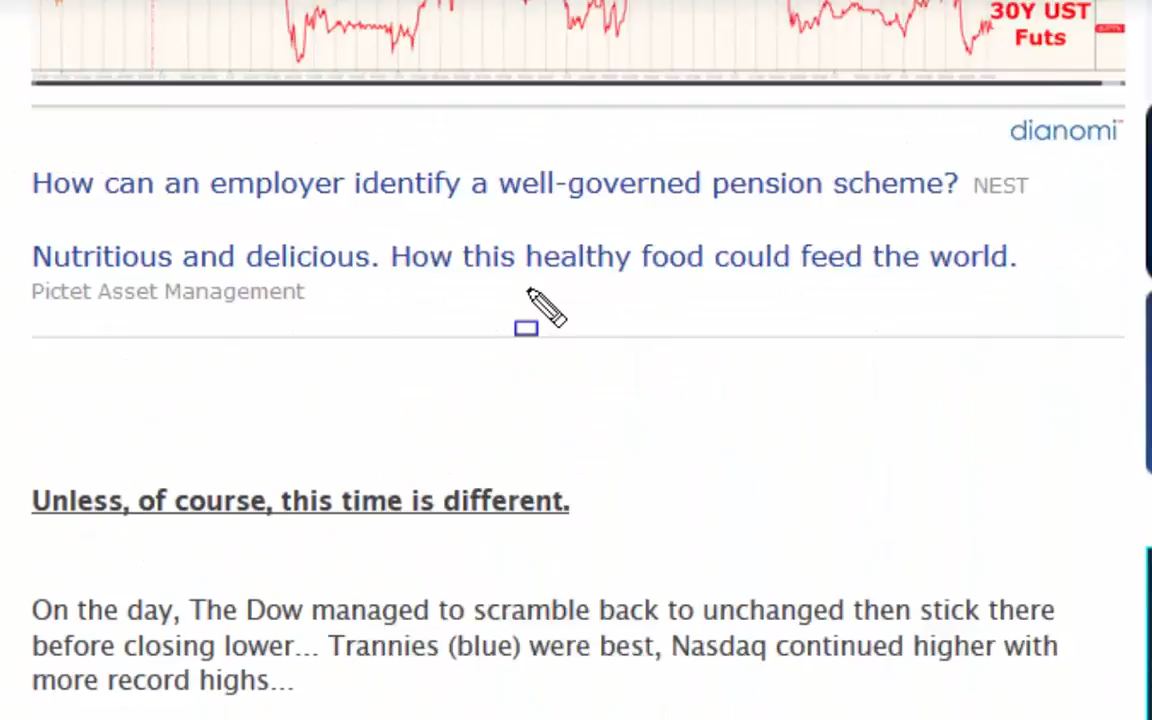 30Y UST
Futs
dianomi
How can an employer identify a well-governed pension scheme? NEST
Nutritious and delicious. How this healthy food could feed the world.
Pictet Asset Management
Unless, of course, this time is different.
On the day, The Dow managed to scramble back to unchanged then stick there
before closing lower... Trannies (blue) were best, Nasdaq continued higher with
more record highs...